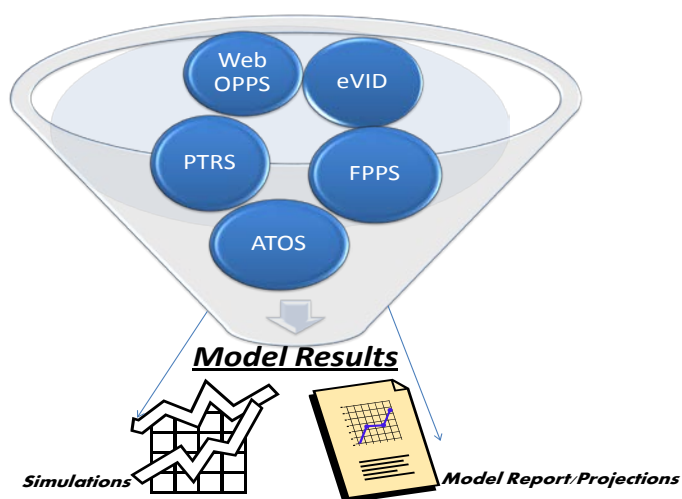 Web
OPPS
eVID
PTRS
FPPS
ATOS
Model Results
Simulations
Model Report/Projections